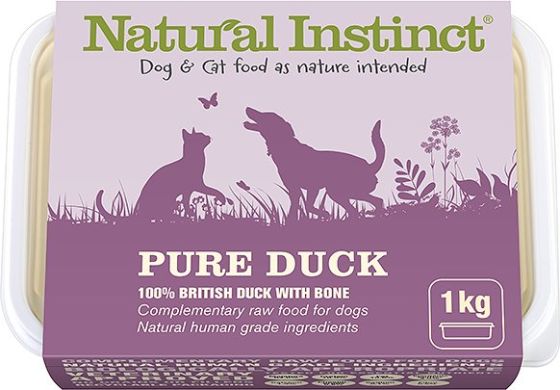 Natural Instinct®
Dog & Cat food as nature intended
PURE DUCK
100% BRITISH DUCK WITH BONE
Complementary raw food for dogs
Natural human grade ingredients
1kg